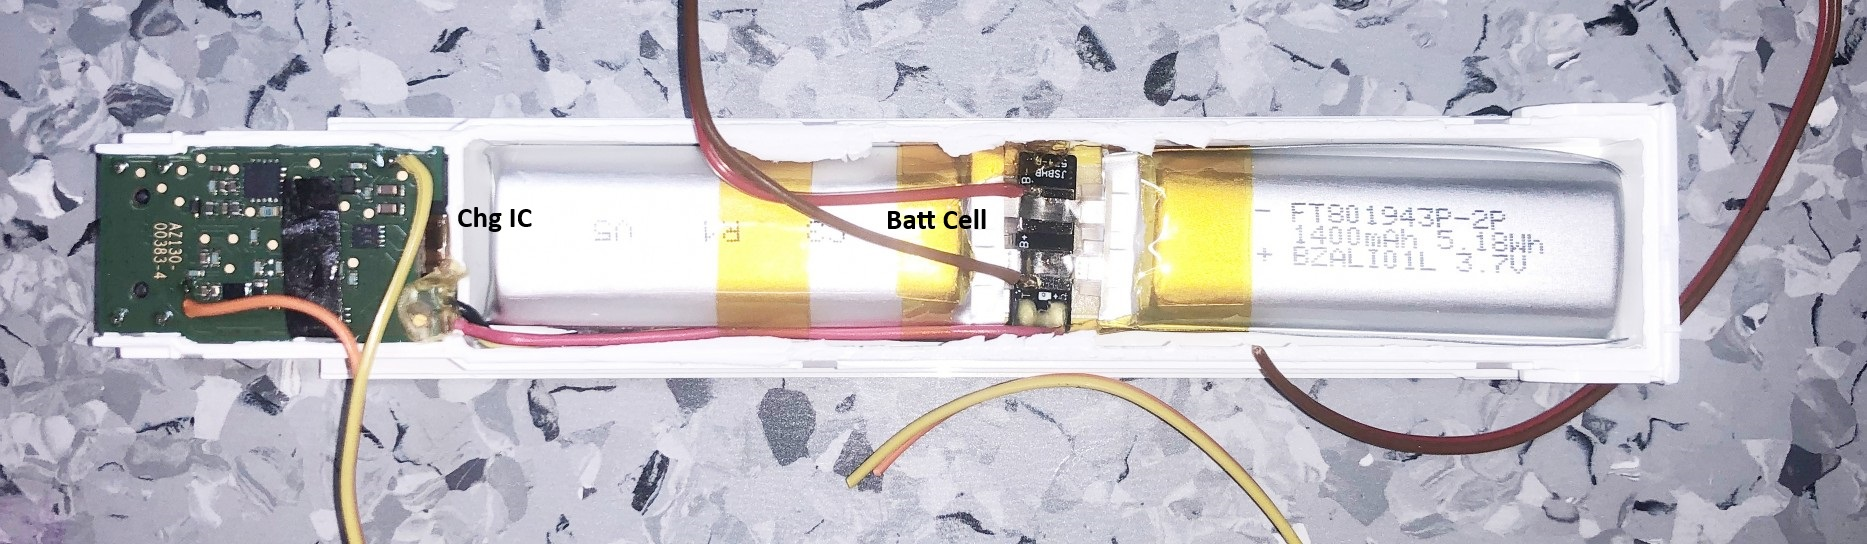 AZ130-
00383-4
Chg IC
Batt Cell
B-
B+
- FT801943P-2P
1400mAh 5.18Wh
+ BZALI01L 3.7V